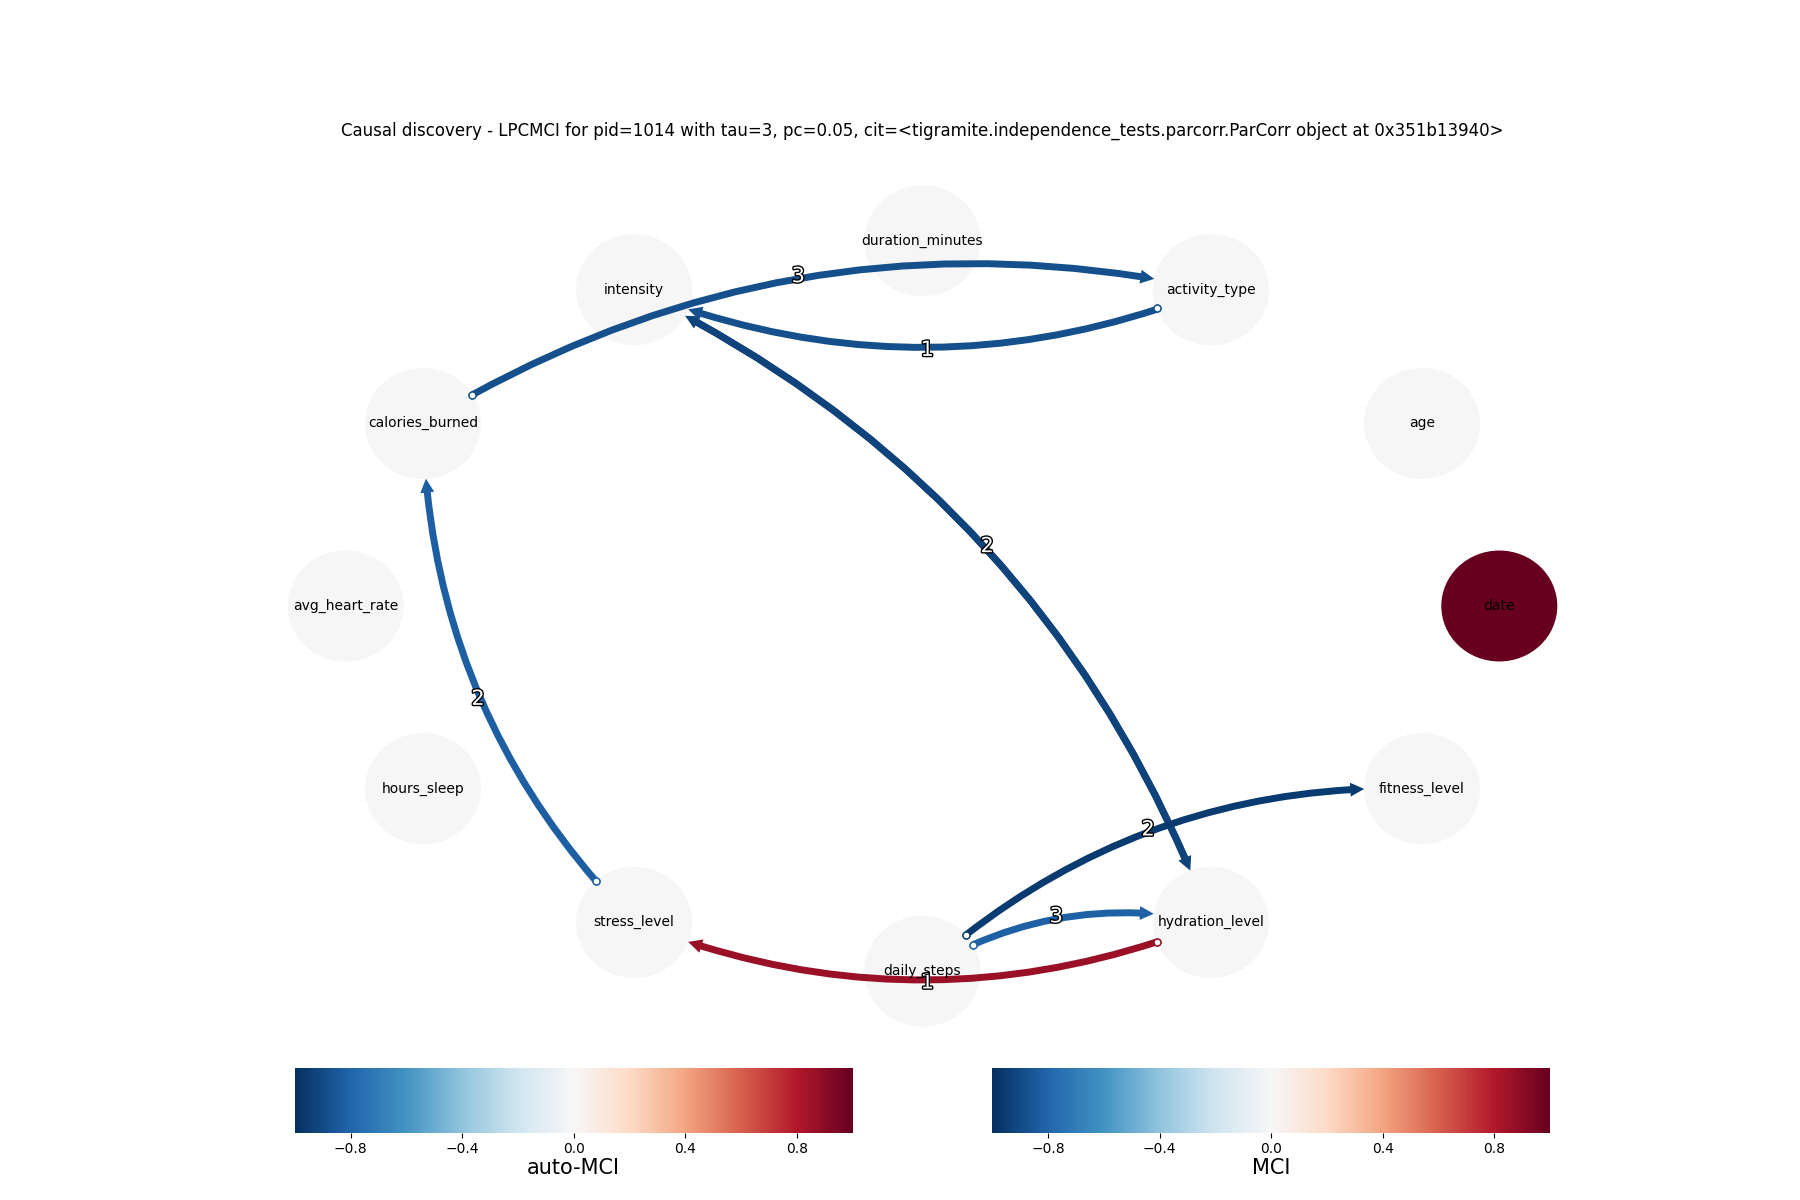 Causal discovery - LPCMCI for pid=1014 with tau=3, pc=0.05, cit=<tigramite.independence_tests.parcorr.ParCorr object at 0x351b13940>
duration_minutes
3
intensity
activity_type
1
calories_burned
age
2
avg_heart_rate
date
2
hours_sleep
fitness_level
2
3
stress_level
hydration_level
daily_steps
1
−0.8 −0.4 0.0 0.4 0.8
auto-MCI
−0.8 −0.4 0.0 0.4 0.8
MCI